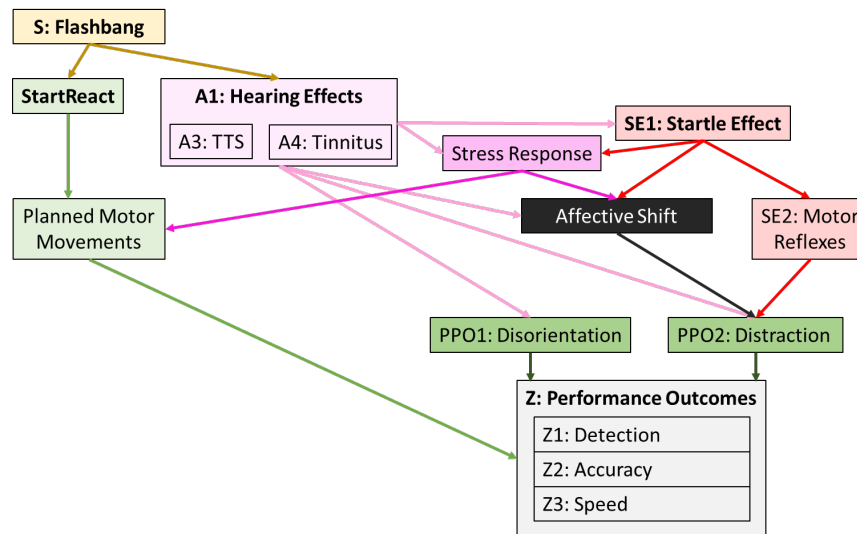 S: Flashbang
StartReact
A1: Hearing Effects
A3: TTS
A4: Tinnitus
SE1: Startle Effect
Stress Response
Planned Motor
Movements
Affective Shift
SE2: Motor
Reflexes
PPO1: Disorientation
PPO2: Distraction
Z: Performance Outcomes
Z1: Detection
Z2: Accuracy
Z3: Speed